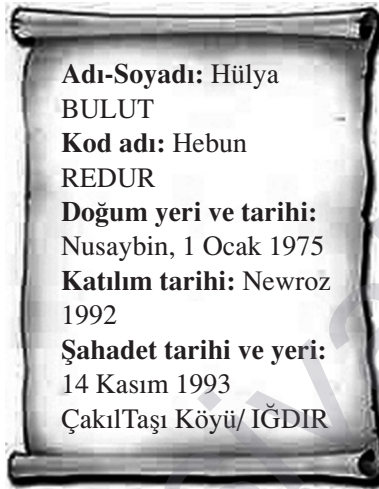 Adı-Soyadı: Hülya
BULUT
Kod adı: Hebun
REDUR
Doğum yeri ve tarihi:
Nusaybin, 1 Ocak 1975
Katılım tarihi: Newroz
1992
Şahadet tarihi ve yeri:
14 Kasım 1993
ÇakılTaşı Köyü/ IĞDIR